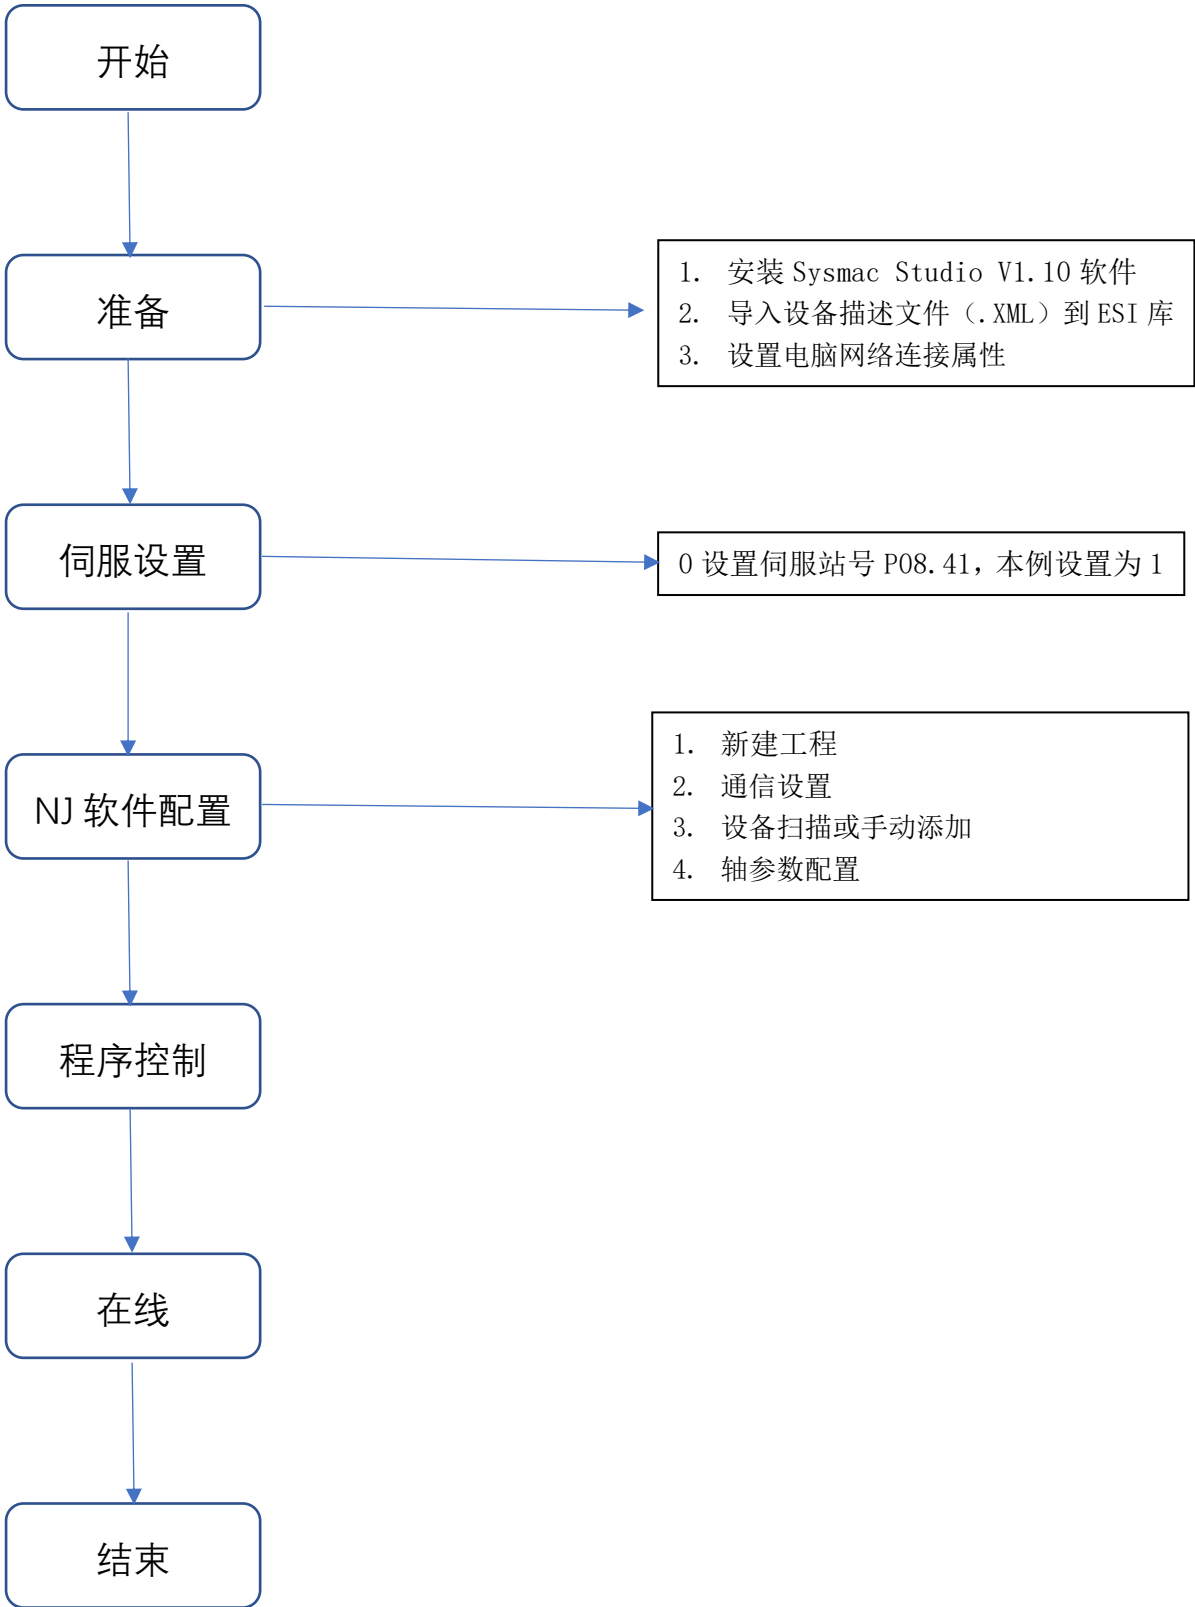 开始
准备
1. 安装 Sysmac Studio V1.10 软件
2. 导入设备描述文件（.XML）到 ESI 库
3. 设置电脑网络连接属性
伺服设置
0 设置伺服站号 P08.41，本例设置为 1
NJ 软件配置
1. 新建工程
2. 通信设置
3. 设备扫描或手动添加
4. 轴参数配置
程序控制
在线
结束